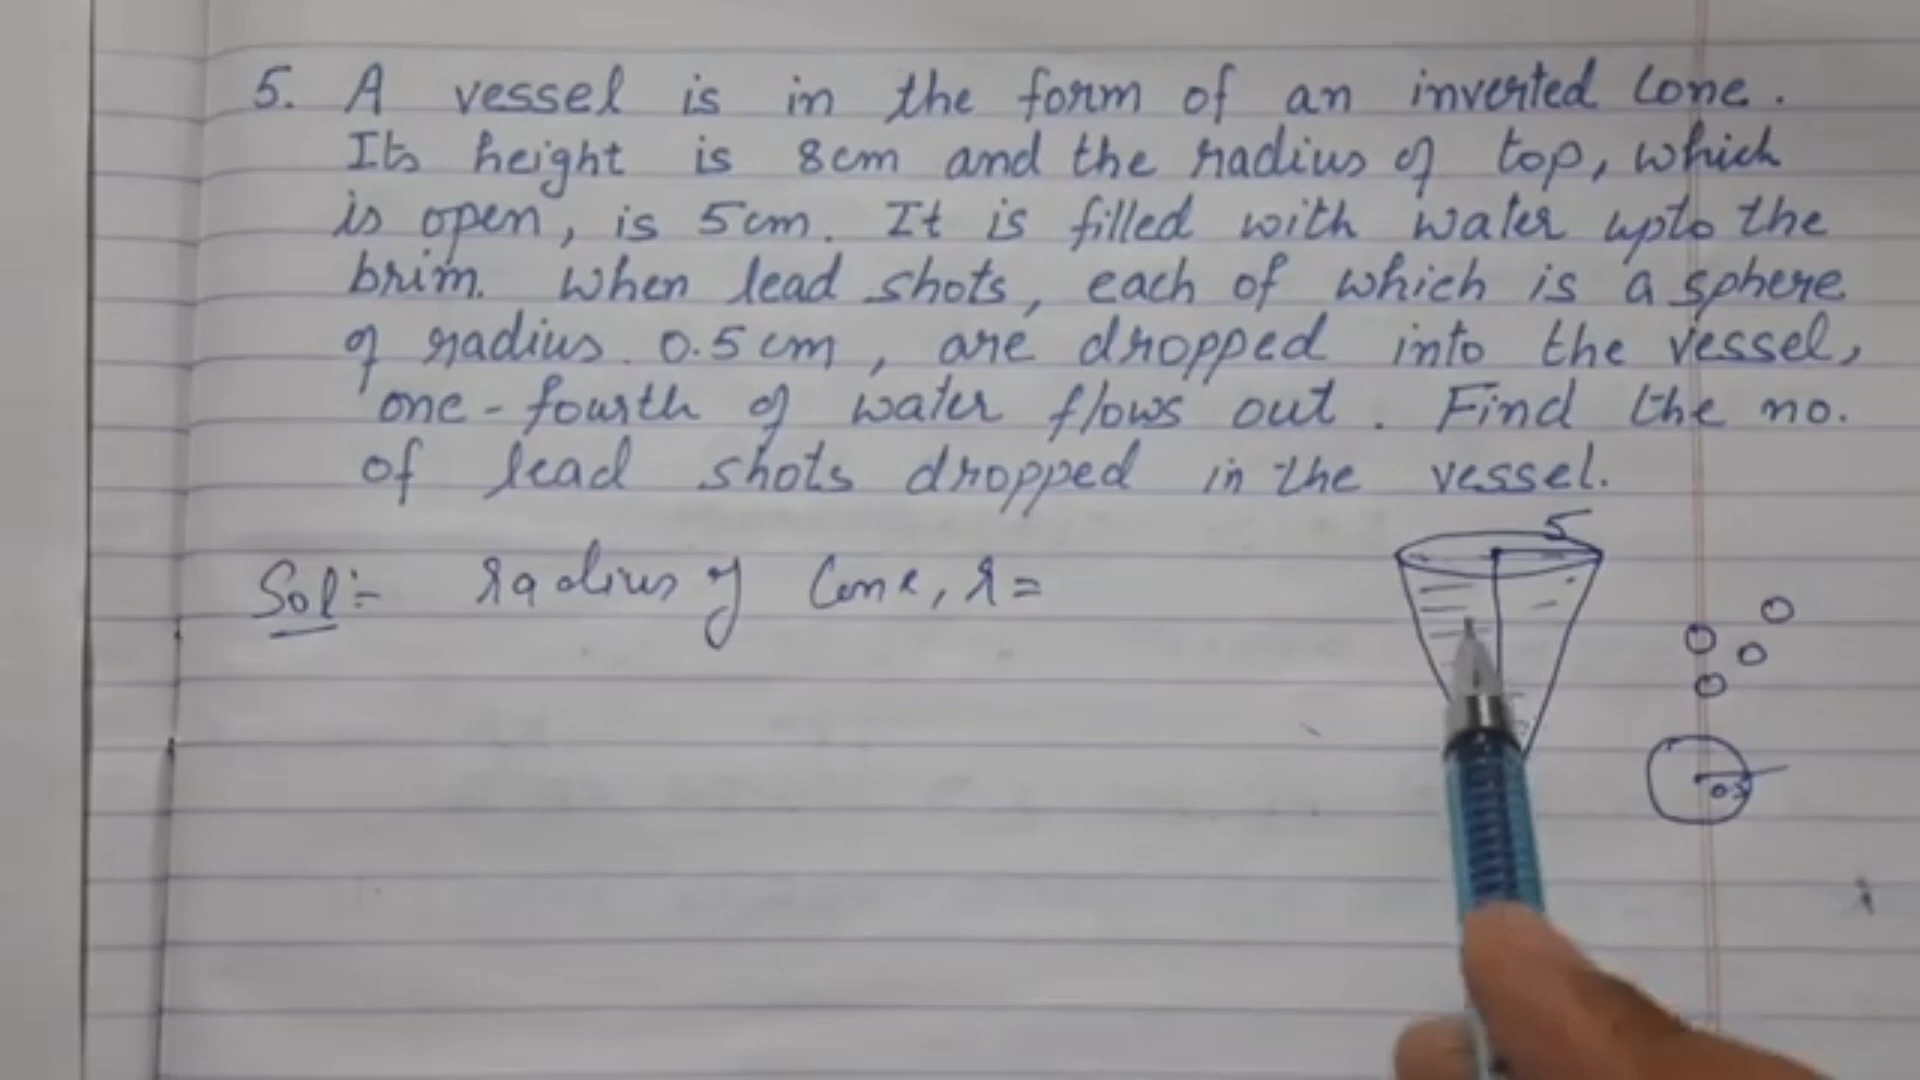 5. A vessel is in the form of an inverted Cone.
Its height is 8cm and the radius of top, which
is open, is 5cm. It is filled with water upto the
brim. When lead shots, each of which is a sphere
of radius 0.5cm, are dropped into the vessel,
one-fourth of water flows out. Find the no.
of lead shots dropped in the vessel.
5
Sol:- radius of Cone, r=
0.5